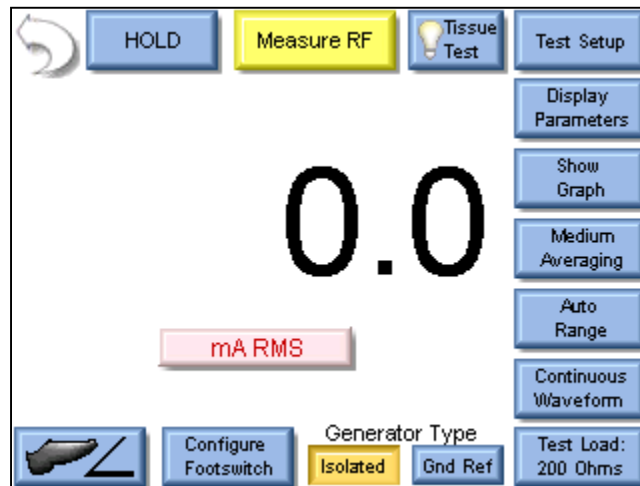 HOLD
Measure RF
Tissue
Test
Test Setup
Display
Parameters
Show
Graph
0.0
Medium
Averaging
Auto
Range
mA RMS
Continuous
Waveform
Configure
Footswitch
Generator Type
Isolated
Gnd Ref
Test Load:
200 Ohms